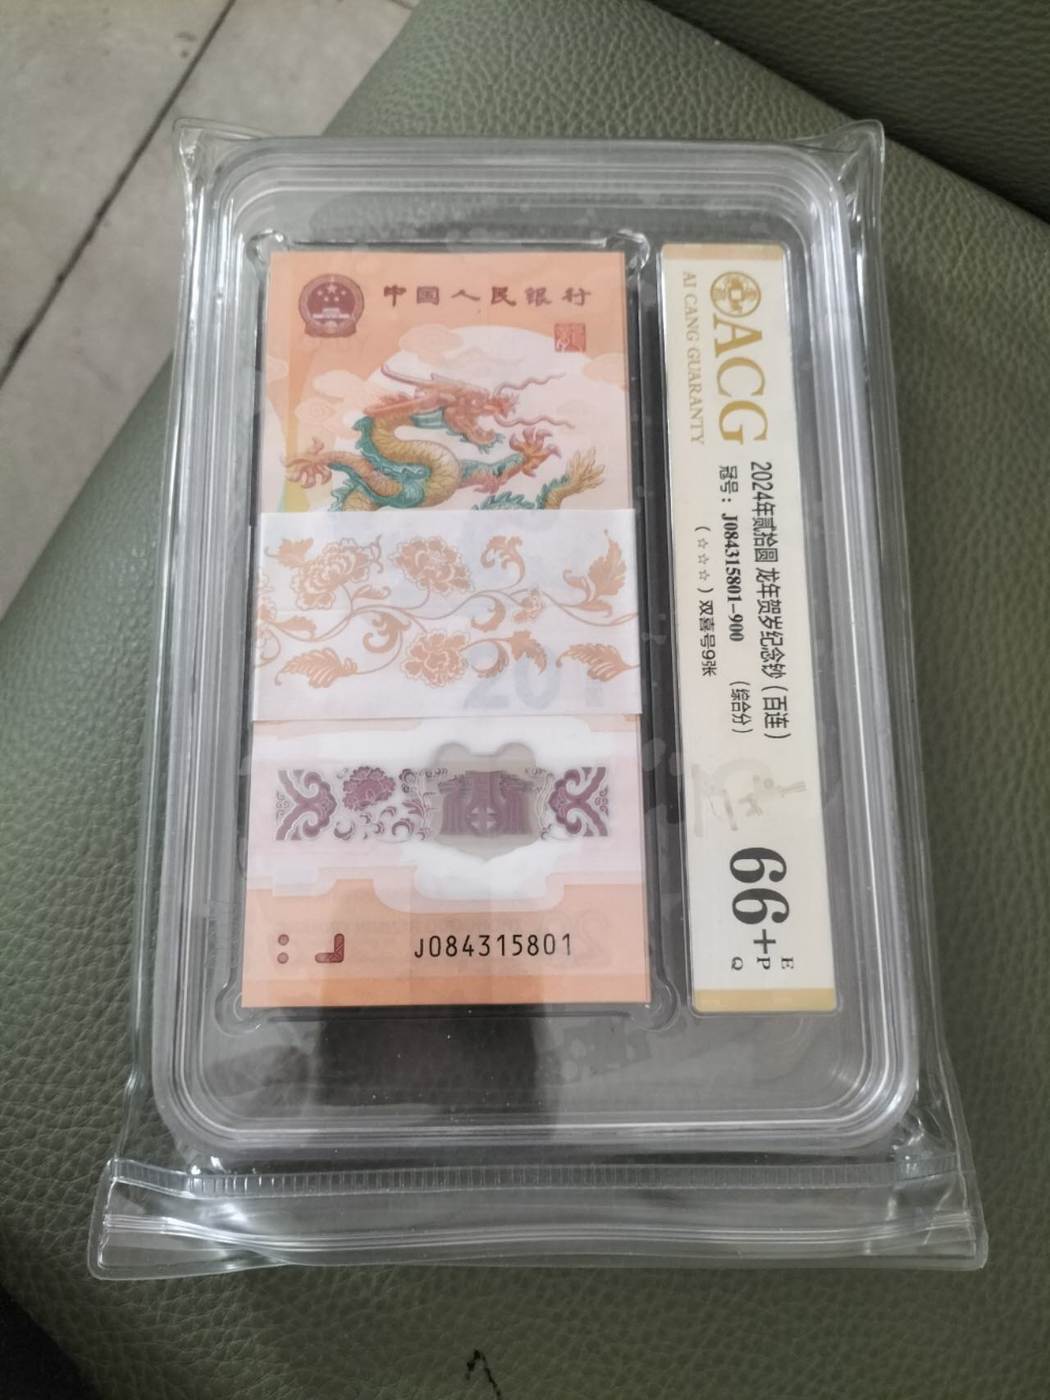 中国人民银行
J084315801
ACG
AI CANG GUARANTY
2024年贰拾圆 龙年贺岁纪念钞（百连）
冠号：J084315801-900 （综合分）
（☆☆☆）双喜号9张
66+
E
P
Q